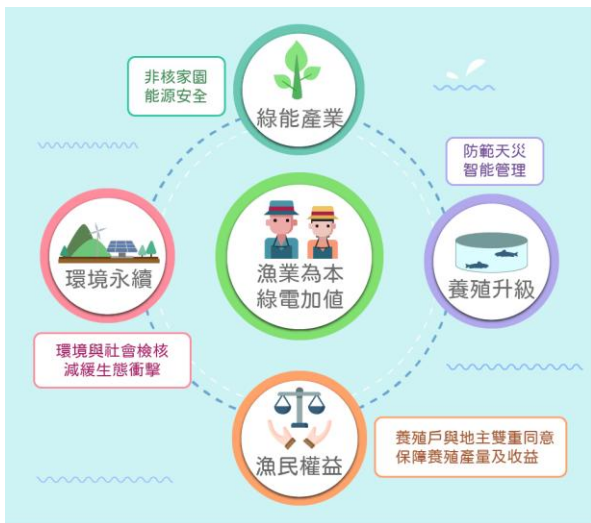 非核家園
能源安全
綠能產業
防範天災
智能管理
環境永續
漁業為本
綠電加值
養殖升級
環境與社會檢核
減緩生態衝擊
漁民權益
養殖戶與地主雙重同意
保障養殖產量及收益